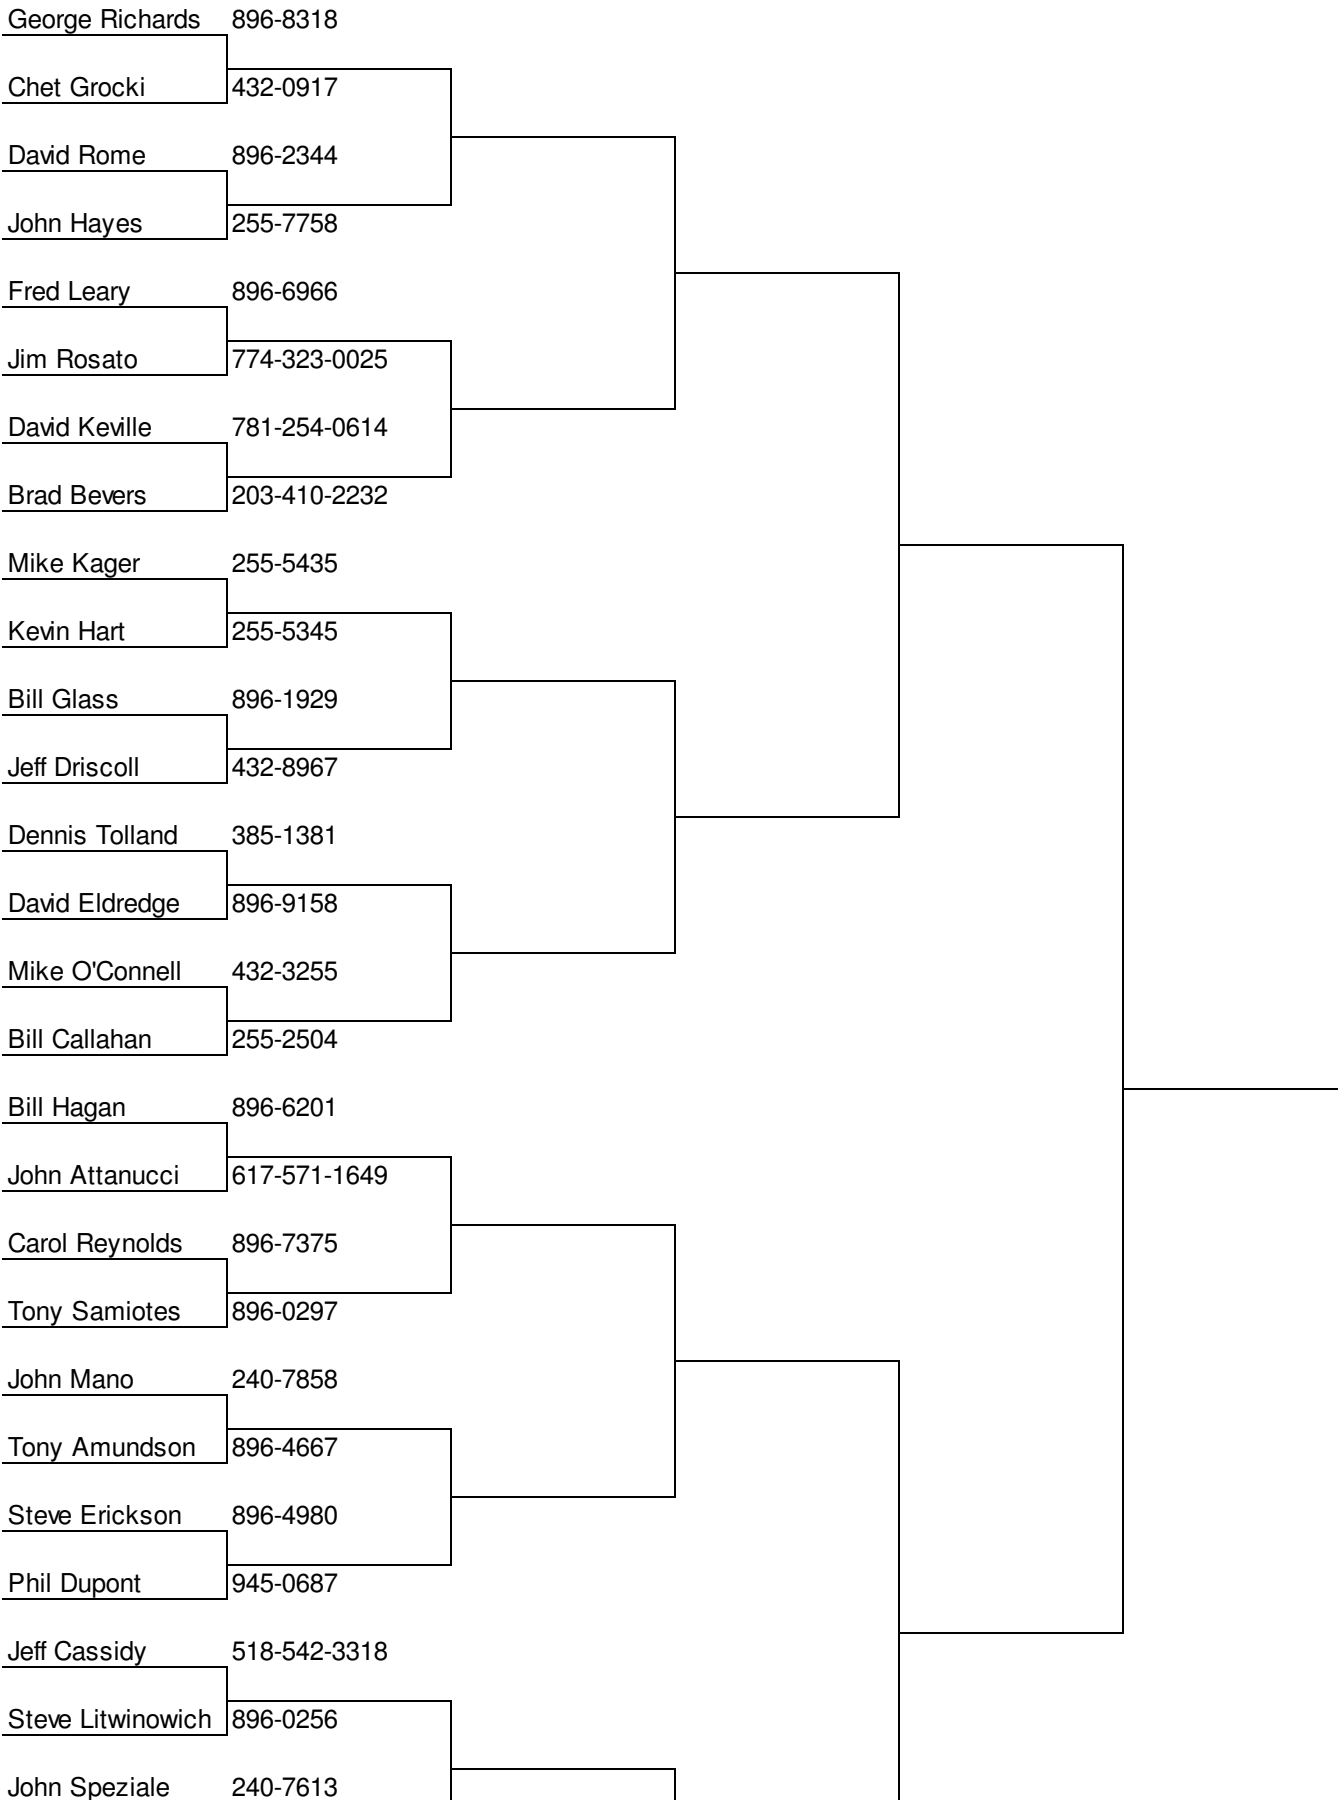 George Richards 896-8318
Chet Grocki 432-0917
David Rome 896-2344
John Hayes 255-7758
Fred Leary 896-6966
Jim Rosato 774-323-0025
David Keville 781-254-0614
Brad Bevers 203-410-2232
Mike Kager 255-5435
Kevin Hart 255-5345
Bill Glass 896-1929
Jeff Driscoll 432-8967
Dennis Tolland 385-1381
David Eldredge 896-9158
Mike O'Connell 432-3255
Bill Callahan 255-2504
Bill Hagan 896-6201
John Attanucci 617-571-1649
Carol Reynolds 896-7375
Tony Samiotes 896-0297
John Mano 240-7858
Tony Amundson 896-4667
Steve Erickson 896-4980
Phil Dupont 945-0687
Jeff Cassidy 518-542-3318
Steve Litwinowich 896-0256
John Speziale 240-7613